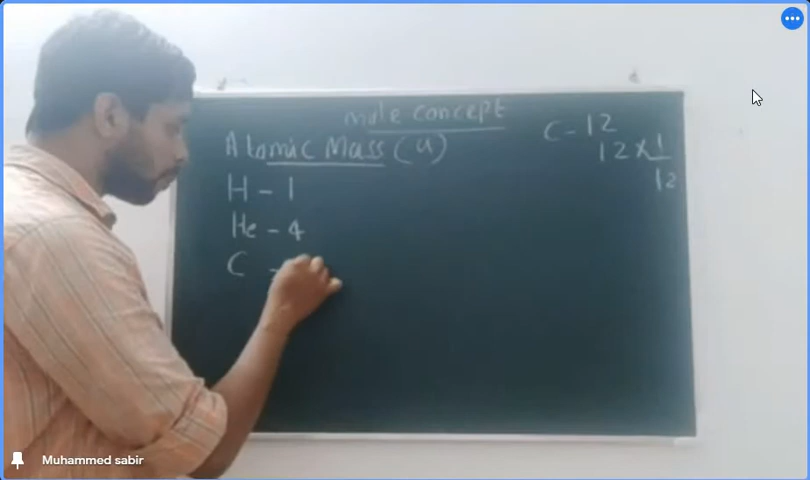 mole concept
Atomic Mass (u)
H - 1
He - 4
C -
C - 12
12 x 1
12
Muhammed sabir